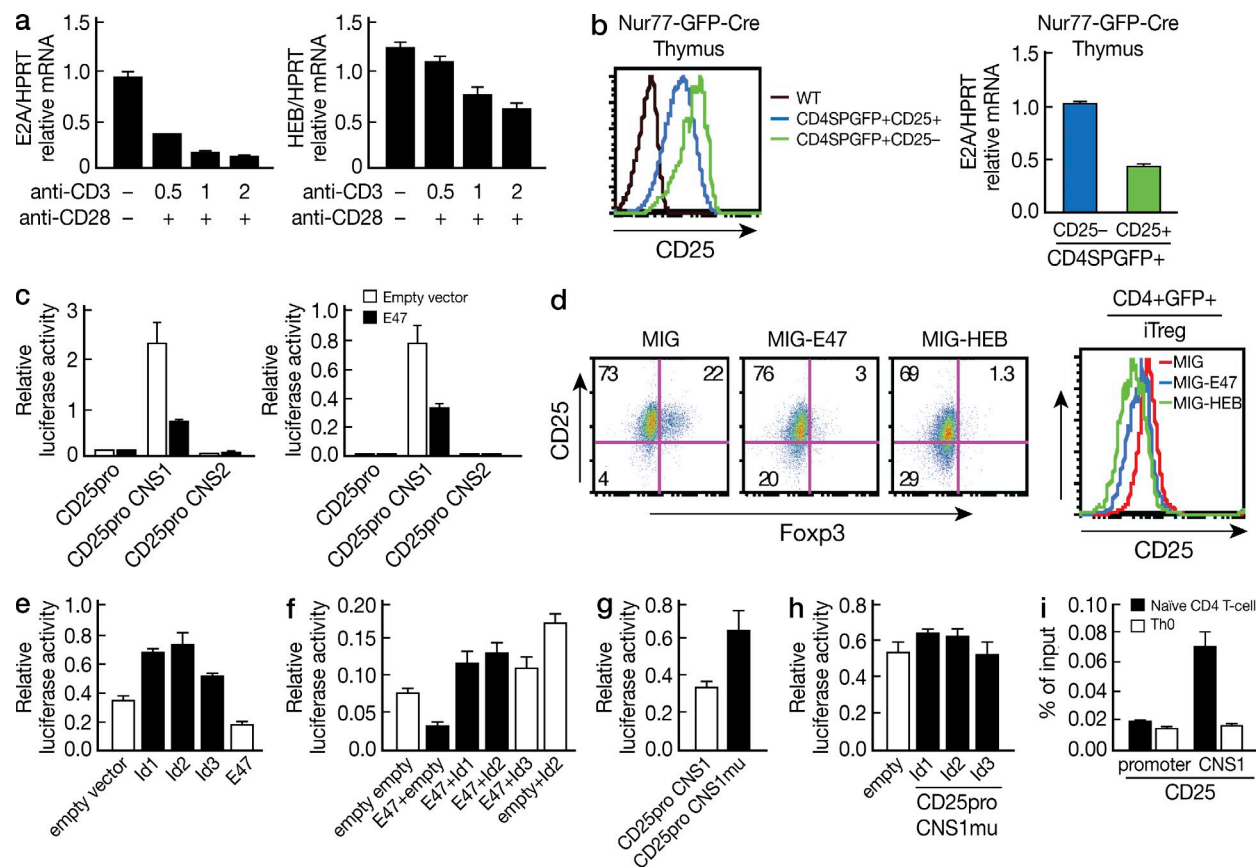 a
E2A/HPRT
relative mRNA
1.5
1.0
0.5
0
anti-CD3 – 0.5 1 2
anti-CD28 – + + +
HEB/HPRT
relative mRNA
1.5
1.0
0.5
0
anti-CD3 – 0.5 1 2
anti-CD28 – + + +
b
Nur77-GFP-Cre
Thymus
WT
CD4SPGFP+CD25+
CD4SPGFP+CD25–
CD25
Nur77-GFP-Cre
Thymus
E2A/HPRT
relative mRNA
1.5
1.0
0.5
0.0
CD25– CD25+
CD4SPGFP+
c
Relative
luciferase activity
3
2
1
0
CD25pro
CD25pro CNS1
CD25pro CNS2
Relative
luciferase activity
1.0
0.8
0.6
0.4
0.2
0.0
Empty vector
E47
CD25pro
CD25pro CNS1
CD25pro CNS2
d
MIG
MIG-E47
MIG-HEB
73 22
4
76 3
20
69 1.3
29
CD25
Foxp3
CD4+GFP+
iTreg
MIG
MIG-E47
MIG-HEB
CD25
e
Relative
luciferase activity
1.0
0.8
0.6
0.4
0.2
0.0
empty vector
Id1
Id2
Id3
E47
f
Relative
luciferase activity
0.20
0.15
0.10
0.05
0.00
empty empty
E47+empty
E47+Id1
E47+Id2
E47+Id3
empty+Id2
g
Relative
luciferase activity
0.8
0.6
0.4
0.2
0.0
CD25pro CNS1
CD25pro CNS1mu
h
Relative
luciferase activity
0.8
0.6
0.4
0.2
0.0
empty
Id1
Id2
Id3
CD25pro
CNS1mu
i
% of input
0.10
0.08
0.06
0.04
0.02
0.00
Naïve CD4 T-cell
Th0
promoter CNS1
CD25